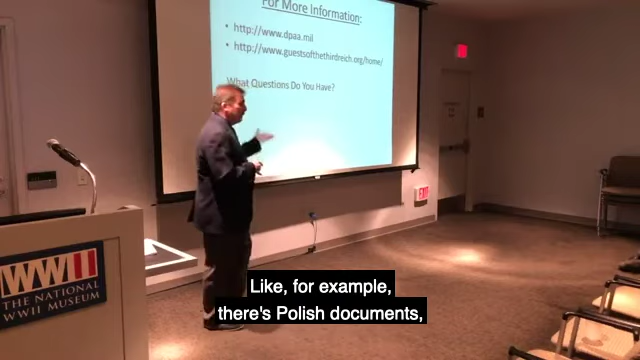 For More Information:
http://www.dpaa.mil
http://www.guestsofthethirdreich.org/home/
What Questions Do You Have?
EXIT
WWII
THE NATIONAL
WWII MUSEUM
Like, for example,
there's Polish documents,